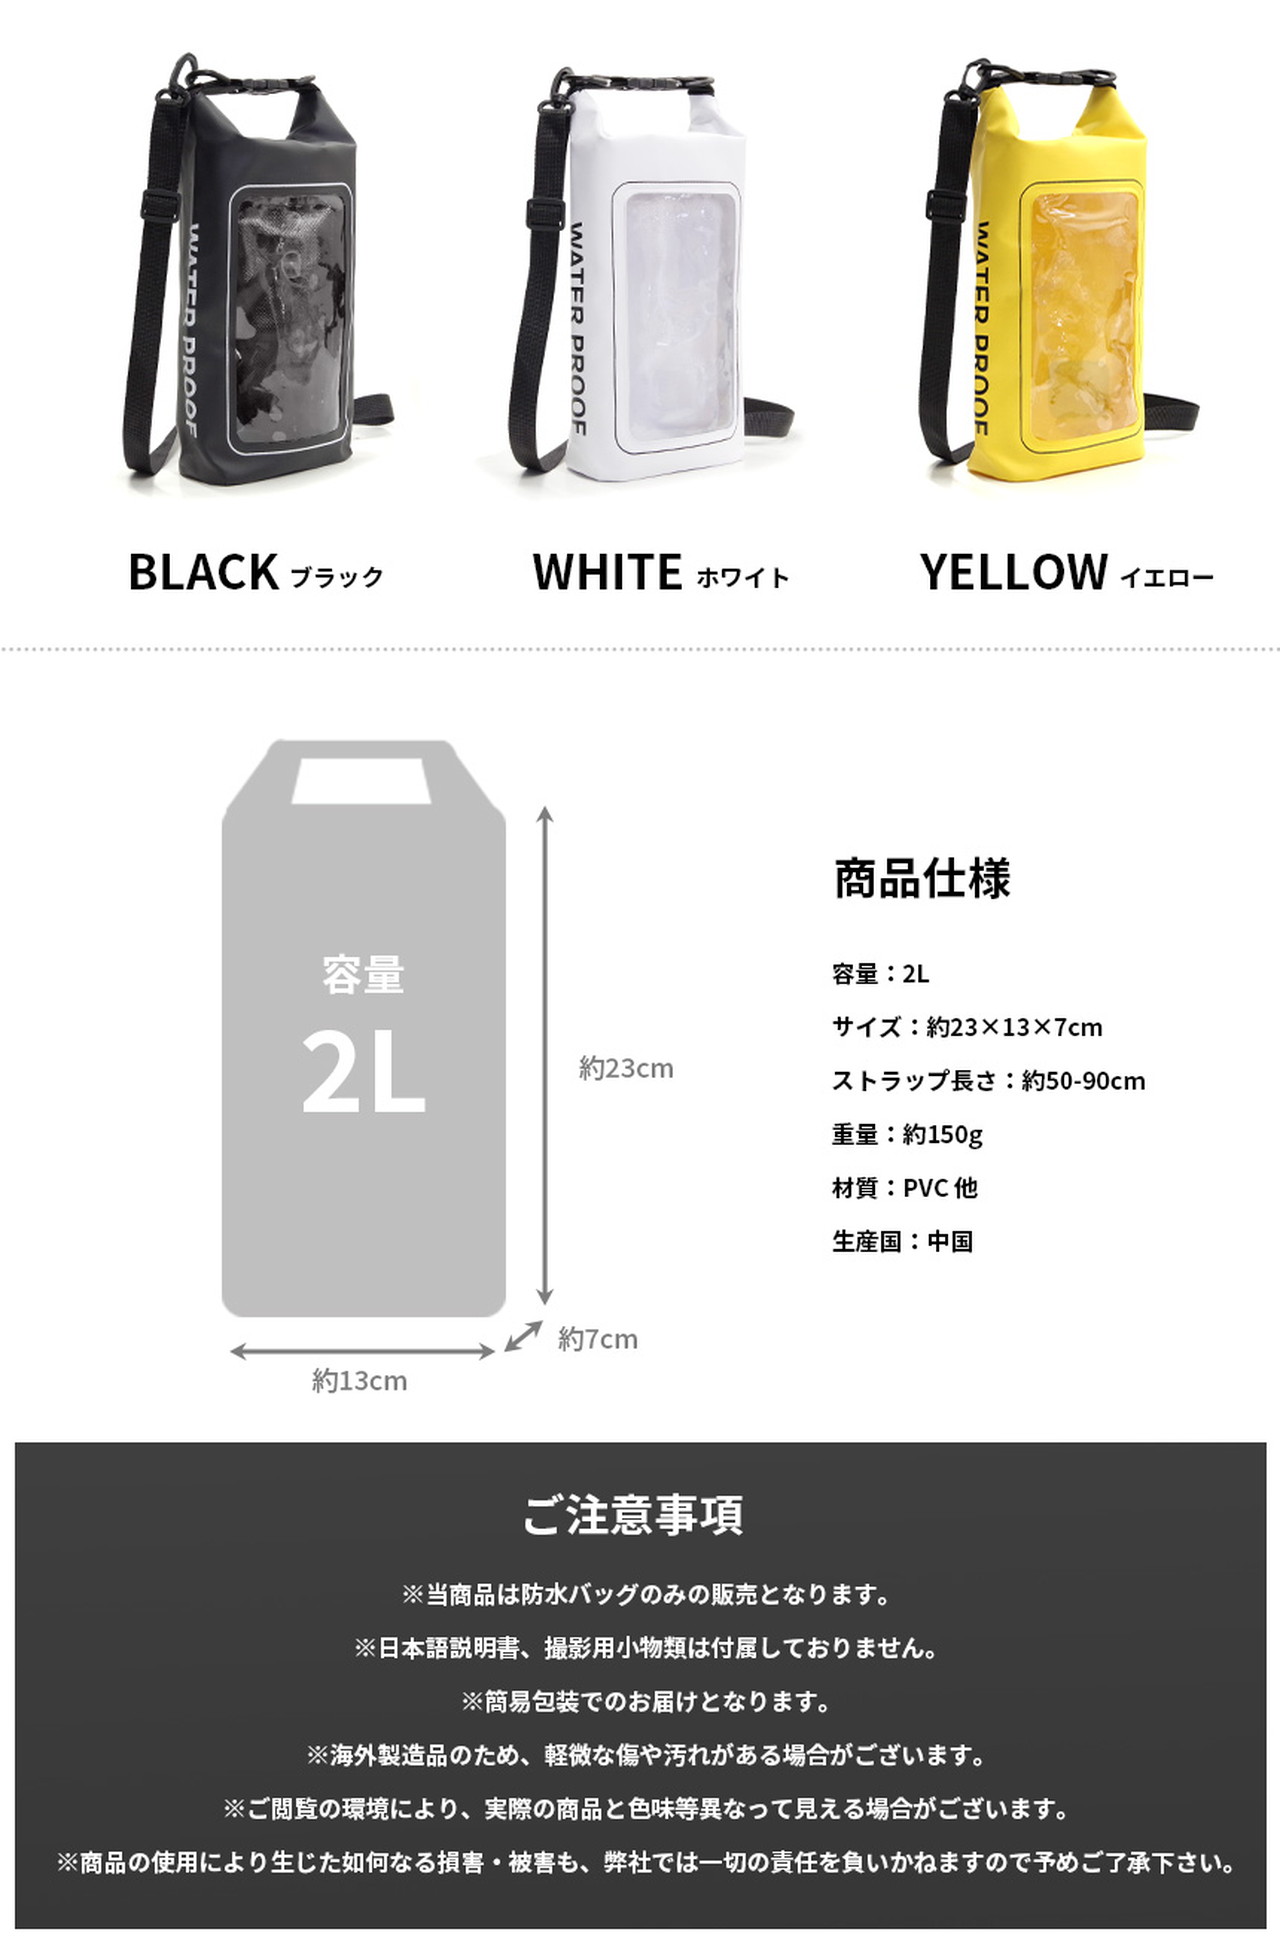 WATER PROOF
WATER PROOF
WATER PROOF
BLACK ブラック
WHITE ホワイト
YELLOW イエロー
容量
2L
約23cm
約7cm
約13cm
商品仕様
容量：2L
サイズ：約23×13×7cm
ストラップ長さ：約50-90cm
重量：約150g
材質：PVC 他
生産国：中国
ご注意事項
※当商品は防水バッグのみの販売となります。
※日本語説明書、撮影用小物類は付属しておりません。
※簡易包装でのお届けとなります。
※海外製造品のため、軽微な傷や汚れがある場合がございます。
※ご閲覧の環境により、実際の商品と色味等異なって見える場合がございます。
※商品の使用により生じた如何なる損害・被害も、弊社では一切の責任を負いかねますので予めご了承下さい。